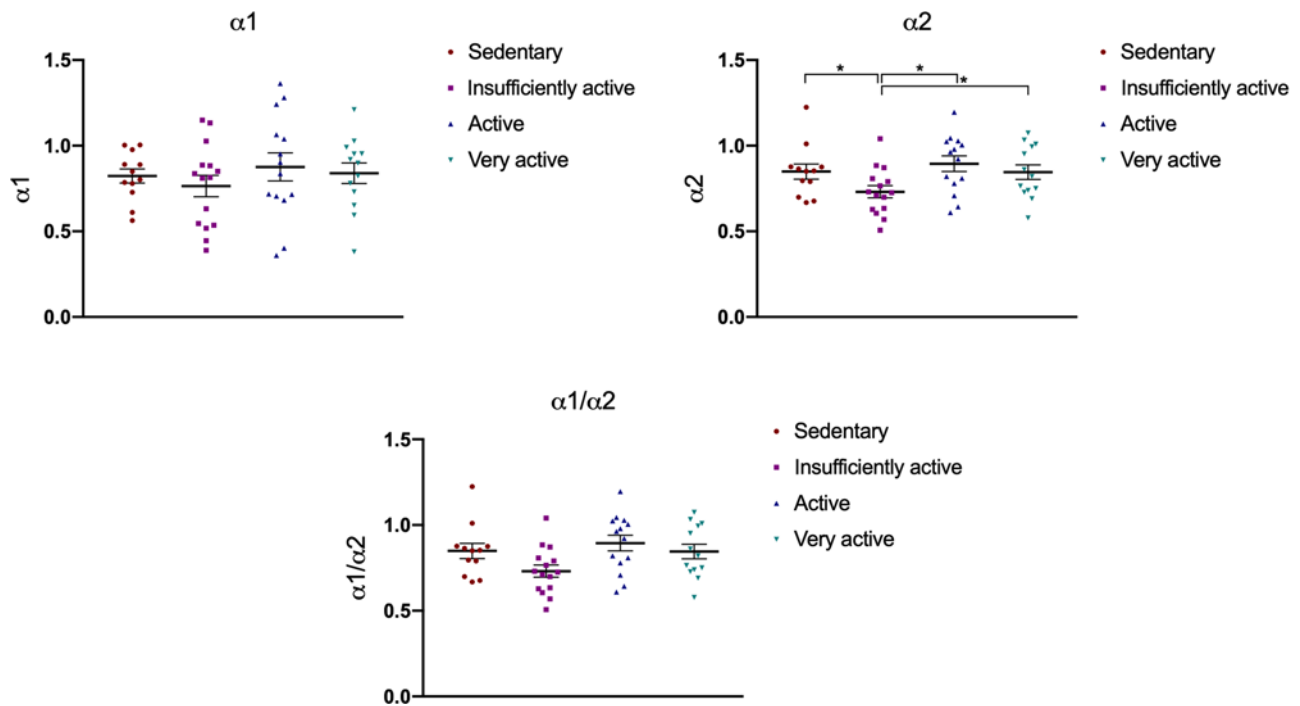 α1
1.5
1.0
0.5
0.0
α1
Sedentary
Insufficiently active
Active
Very active
α2
1.5
1.0
0.5
0.0
α2
* * *
Sedentary
Insufficiently active
Active
Very active
α1/α2
1.5
1.0
0.5
0.0
α1/α2
Sedentary
Insufficiently active
Active
Very active